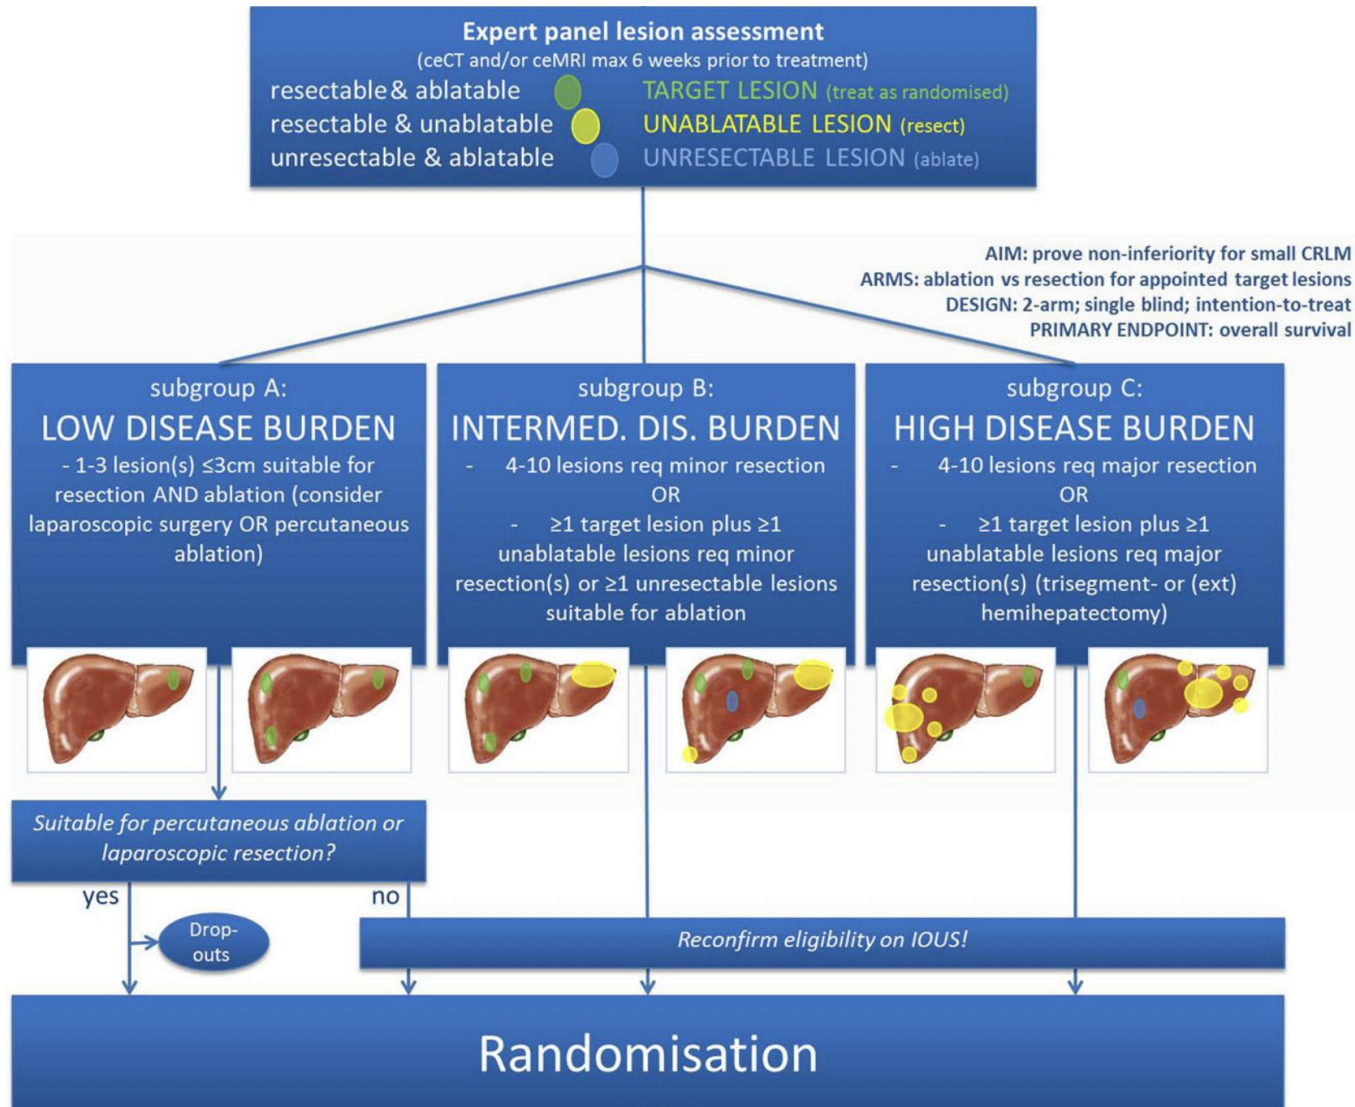 Expert panel lesion assessment
(ceCT and/or ceMRI max 6 weeks prior to treatment)
resectable & ablatable TARGET LESION (treat as randomised)
resectable & unablatable UNABLATABLE LESION (resect)
unresectable & ablatable UNRESECTABLE LESION (ablate)
AIM: prove non-inferiority for small CRLM
ARMS: ablation vs resection for appointed target lesions
DESIGN: 2-arm; single blind; intention-to-treat
PRIMARY ENDPOINT: overall survival
subgroup A:
LOW DISEASE BURDEN
- 1-3 lesion(s) ≤3cm suitable for
resection AND ablation (consider
laparoscopic surgery OR percutaneous
ablation)
subgroup B:
INTERMED. DIS. BURDEN
- 4-10 lesions req minor resection
OR
- ≥1 target lesion plus ≥1
unablatable lesions req minor
resection(s) or ≥1 unresectable lesions
suitable for ablation
subgroup C:
HIGH DISEASE BURDEN
- 4-10 lesions req major resection
OR
- ≥1 target lesion plus ≥1
unablatable lesions req major
resection(s) (trisegment- or (ext)
hemihepatectomy)
Suitable for percutaneous ablation or
laparoscopic resection?
yes
no
Drop-
outs
Reconfirm eligibility on IOUS!
Randomisation